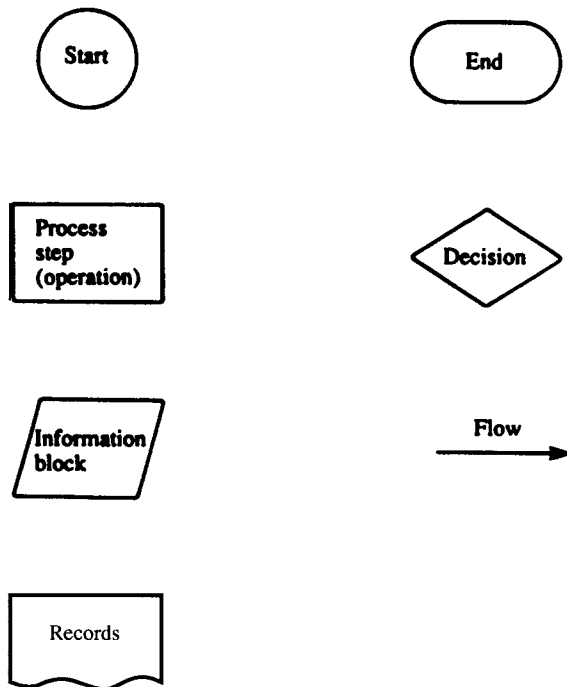 Start
End
Process
step
(operation)
Decision
Information
block
Flow
Records